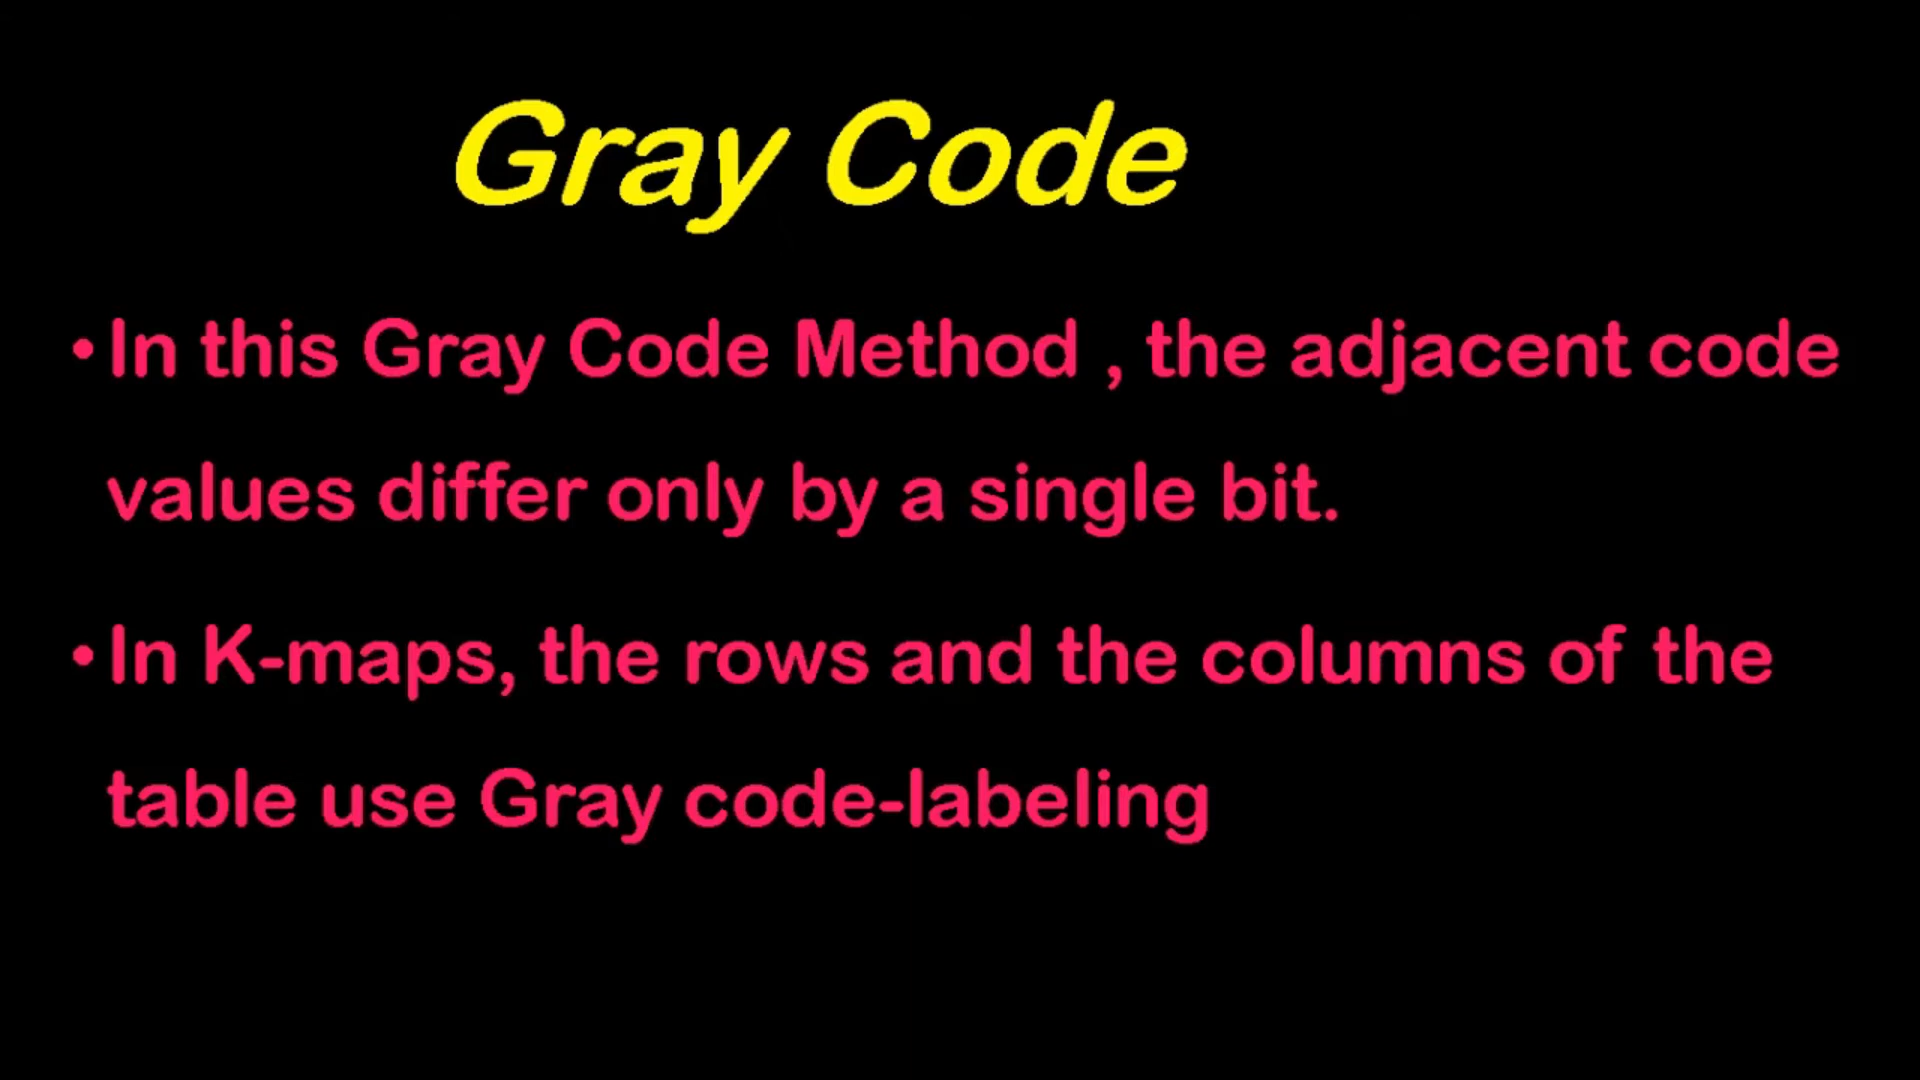 Gray Code
• In this Gray Code Method , the adjacent code
values differ only by a single bit.
• In K-maps, the rows and the columns of the
table use Gray code-labeling